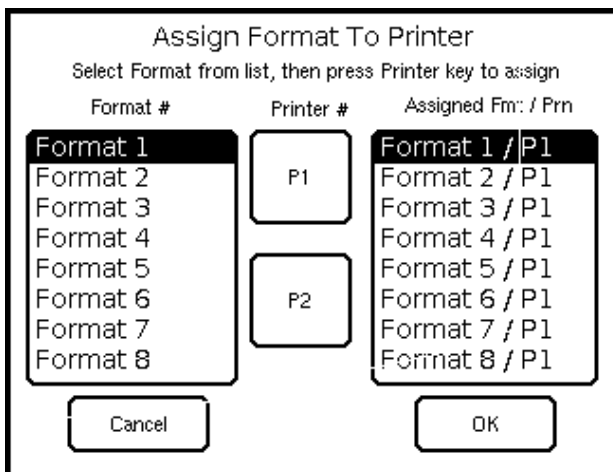 Assign Format To Printer
Select Format from list, then press Printer key to assign
Format # Printer # Assigned Fmt / Prn
Format 1 Format 1 / P1
Format 2 P1 Format 2 / P1
Format 3 Format 3 / P1
Format 4 Format 4 / P1
Format 5 Format 5 / P1
Format 6 P2 Format 6 / P1
Format 7 Format 7 / P1
Format 8 Format 8 / P1
Cancel OK